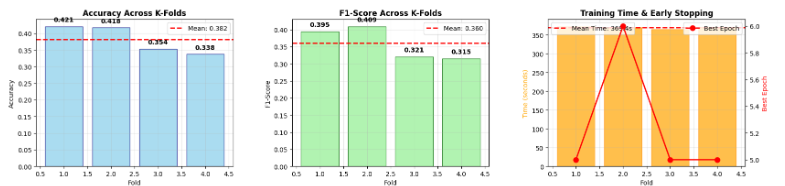 Accuracy Across K-Folds
0.421
0.418
0.354
0.338
Mean: 0.382
0.40
0.35
0.30
0.25
0.20
0.15
0.10
0.05
0.00
Accuracy
0.5 1.0 1.5 2.0 2.5 3.0 3.5 4.0 4.5
Fold
F1-Score Across K-Folds
0.395
0.409
0.321
0.315
Mean: 0.360
0.40
0.35
0.30
0.25
0.20
0.15
0.10
0.05
0.00
F1-Score
0.5 1.0 1.5 2.0 2.5 3.0 3.5 4.0 4.5
Fold
Training Time & Early Stopping
Mean Time:
Best Epoch
350
300
250
200
150
100
50
0
Time (seconds)
6.0
5.8
5.6
5.4
5.2
5.0
Best Epoch
0.5 1.0 1.5 2.0 2.5 3.0 3.5 4.0 4.5
Fold